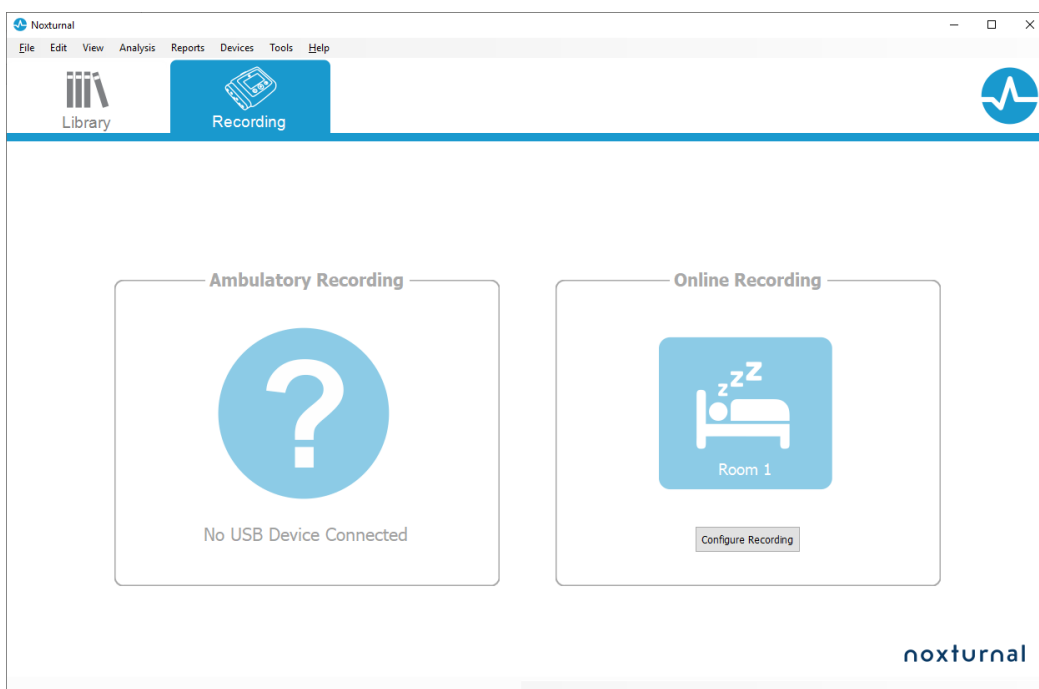 Noxturnal
File Edit View Analysis Reports Devices Tools Help
Library
Recording
Ambulatory Recording
?
No USB Device Connected
Online Recording
zzZ
Room 1
Configure Recording
noxturnal